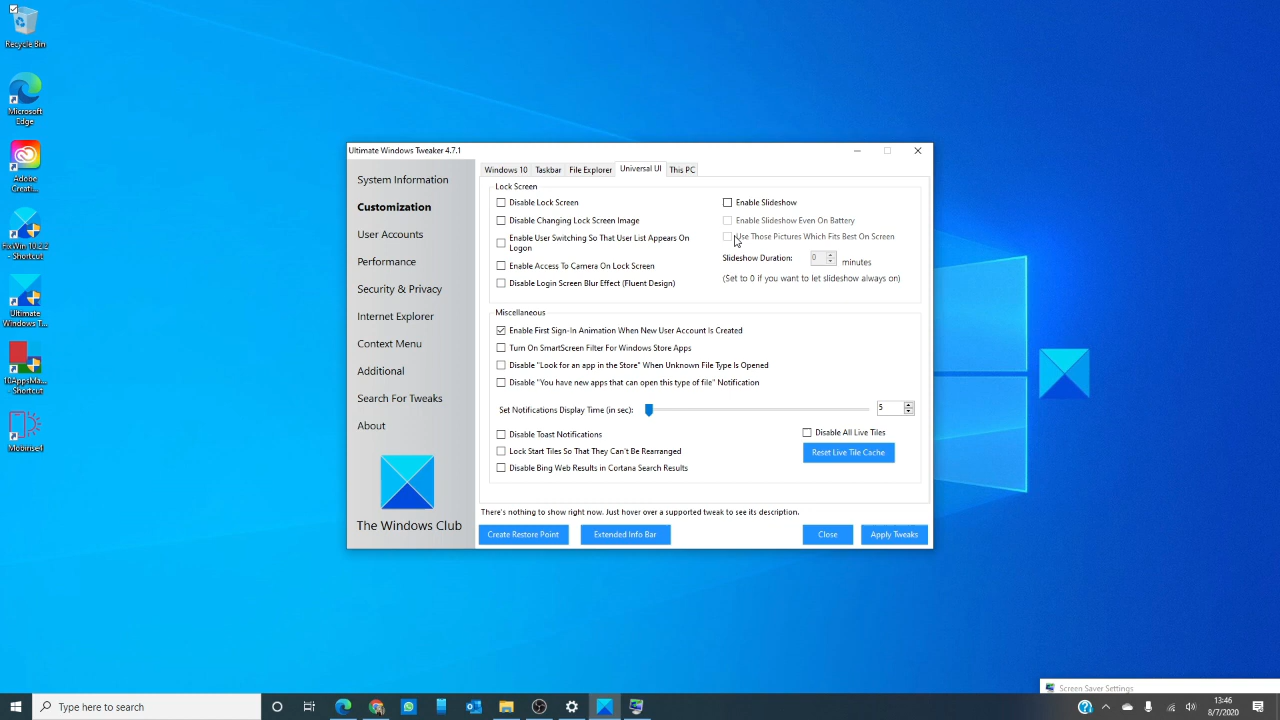 Recycle Bin
Microsoft
Edge
Adobe
Creati...
FixWin 10.2.2
- Shortcut
Ultimate
Windows T...
10AppsMa...
- Shortcut
Mobirise4
Ultimate Windows Tweaker 4.7.1
System Information
Customization
User Accounts
Performance
Security & Privacy
Internet Explorer
Context Menu
Additional
Search For Tweaks
About
The Windows Club
Windows 10
Taskbar
File Explorer
Universal UI
This PC
Lock Screen
Disable Lock Screen
Disable Changing Lock Screen Image
Enable User Switching So That User List Appears On
Logon
Enable Access To Camera On Lock Screen
Disable Login Screen Blur Effect (Fluent Design)
Enable Slideshow
Enable Slideshow Even On Battery
Use Those Pictures Which Fits Best On Screen
Slideshow Duration: 0 minutes
(Set to 0 if you want to let slideshow always on)
Miscellaneous
Enable First Sign-In Animation When New User Account Is Created
Turn On SmartScreen Filter For Windows Store Apps
Disable "Look for an app in the Store" When Unknown File Type Is Opened
Disable "You have new apps that can open this type of file" Notification
Set Notifications Display Time (in sec): 5
Disable Toast Notifications
Lock Start Tiles So That They Can't Be Rearranged
Disable Bing Web Results in Cortana Search Results
Disable All Live Tiles
Reset Live Tile Cache
There's nothing to show right now. Just hover over a supported tweak to see its description.
Create Restore Point
Extended Info Bar
Close
Apply Tweaks
Screen Saver Settings
Type here to search
13:46
8/7/2020